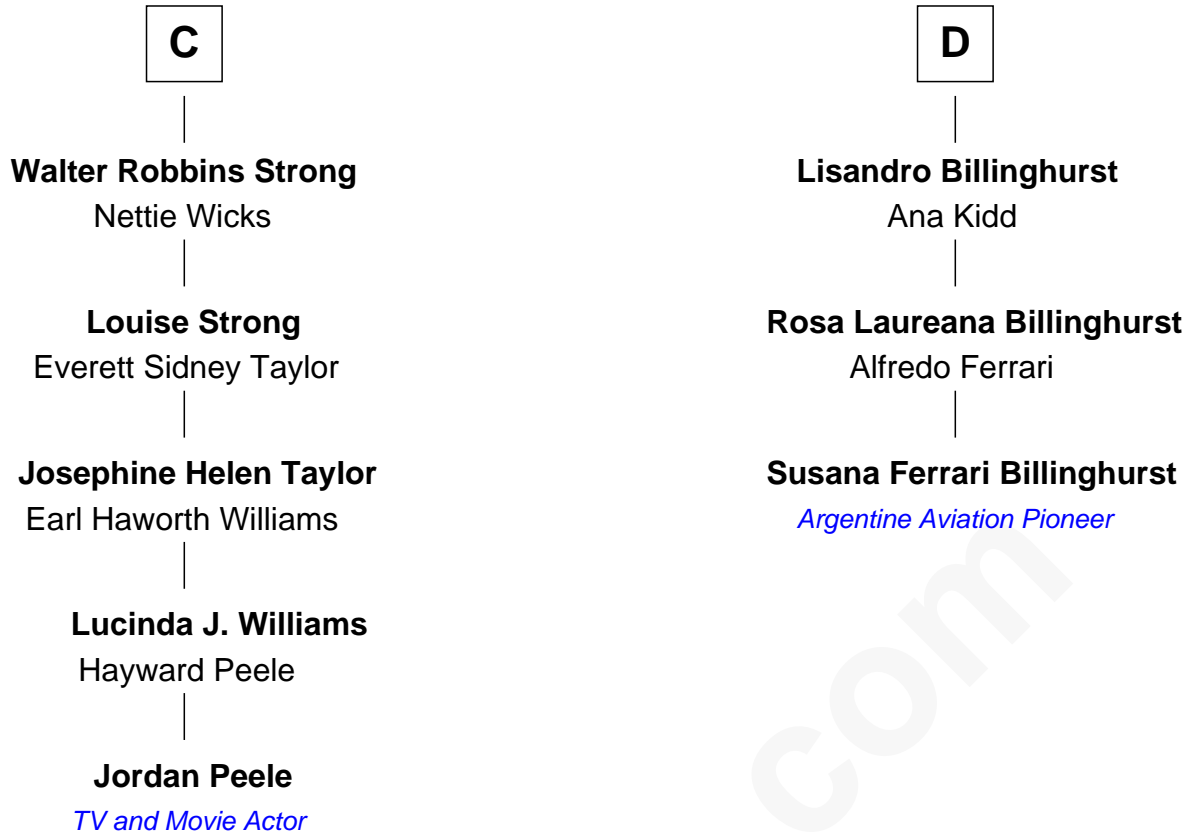 C
Walter Robbins Strong
Nettie Wicks
Louise Strong
Everett Sidney Taylor
Josephine Helen Taylor
Earl Haworth Williams
Lucinda J. Williams
Hayward Peele
Jordan Peele
TV and Movie Actor
D
Lisandro Billinghurst
Ana Kidd
Rosa Laureana Billinghurst
Alfredo Ferrari
Susana Ferrari Billinghurst
Argentine Aviation Pioneer
com